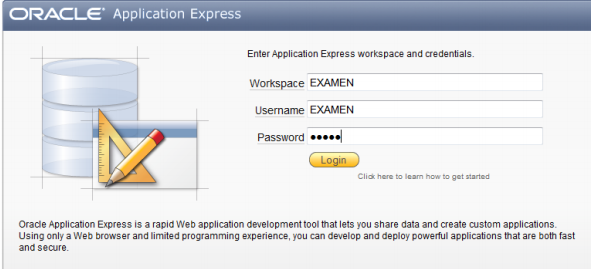 ORACLE® Application Express
Enter Application Express workspace and credentials.
Workspace EXAMEN
Username EXAMEN
Password •••••
Login
Click here to learn how to get started
Oracle Application Express is a rapid Web application development tool that lets you share data and create custom applications.
Using only a Web browser and limited programming experience, you can develop and deploy powerful applications that are both fast
and secure.